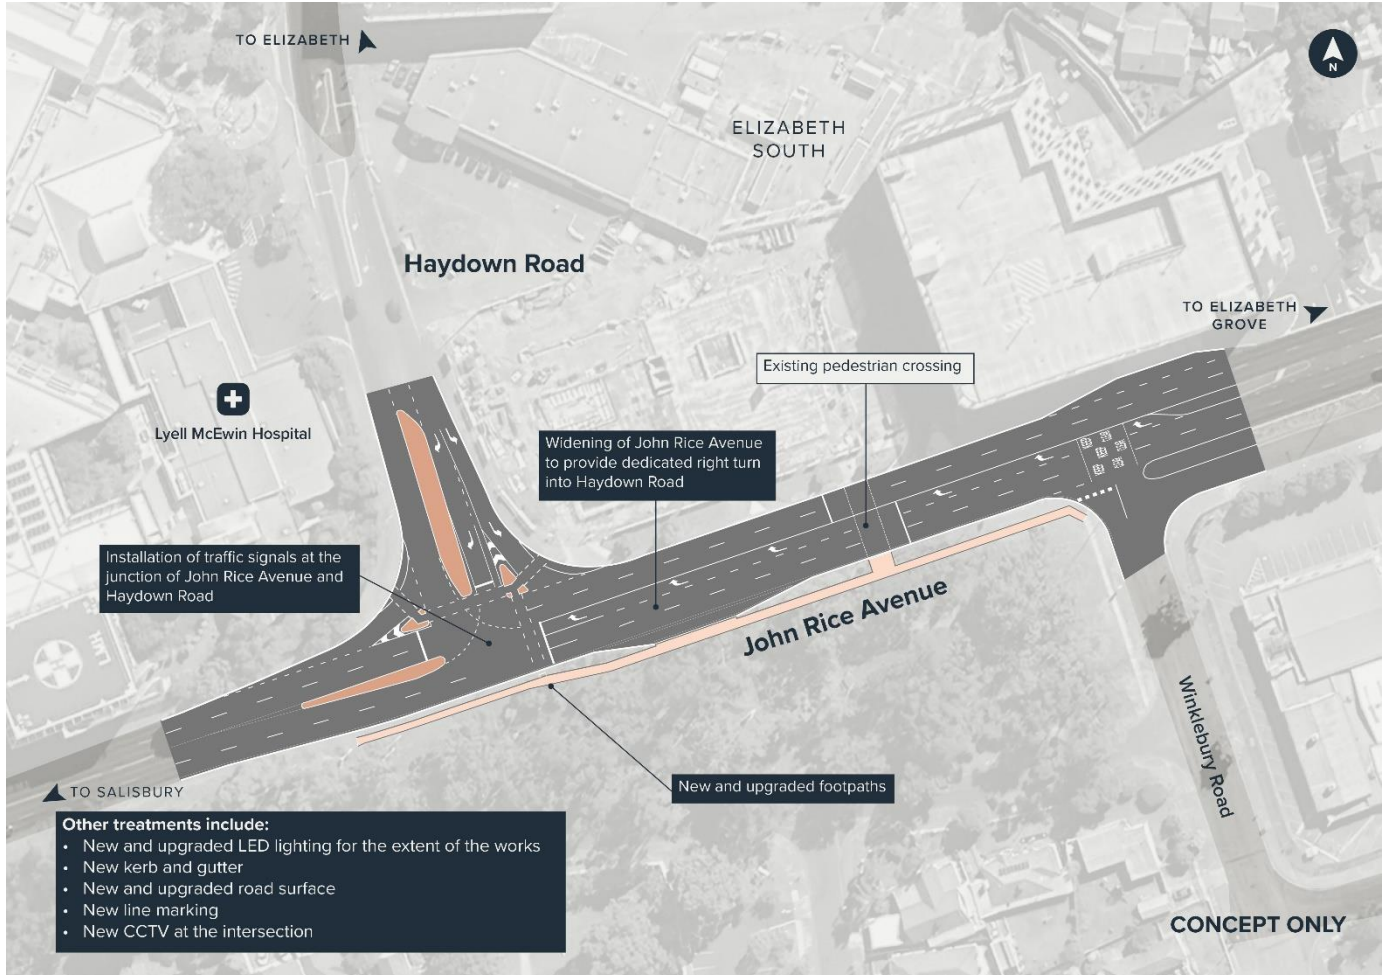 TO ELIZABETH
N
ELIZABETH
SOUTH
Haydown Road
TO ELIZABETH
GROVE
Existing pedestrian crossing
Lyell McEwin Hospital
Widening of John Rice Avenue
to provide dedicated right turn
into Haydown Road
Installation of traffic signals at the
junction of John Rice Avenue and
Haydown Road
John Rice Avenue
Winklebury Road
New and upgraded footpaths
TO SALISBURY
Other treatments include:
• New and upgraded LED lighting for the extent of the works
• New kerb and gutter
• New and upgraded road surface
• New line marking
• New CCTV at the intersection
CONCEPT ONLY